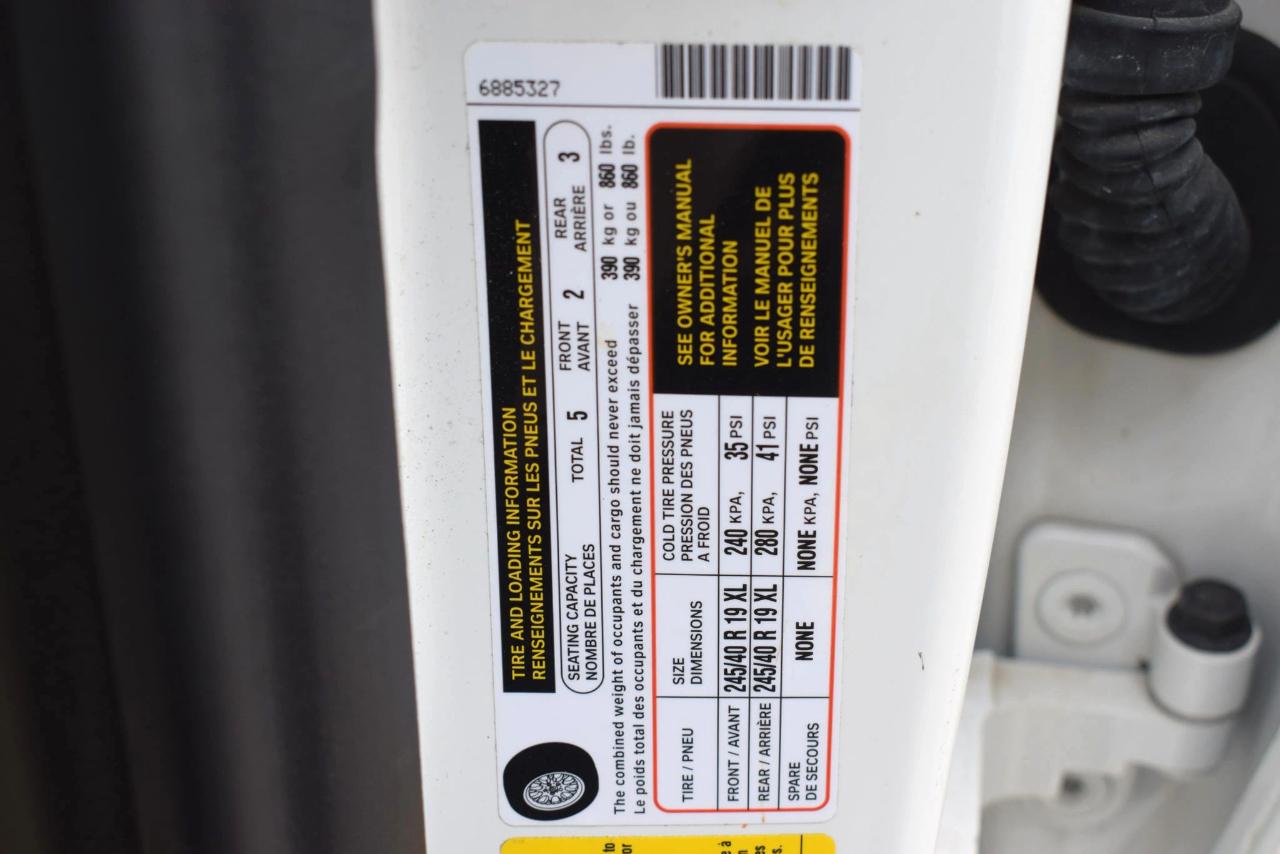 6885327
TIRE AND LOADING INFORMATION
RENSEIGNEMENTS SUR LES PNEUS ET LE CHARGEMENT
SEATING CAPACITY TOTAL 5 FRONT 2 REAR 3
NOMBRE DE PLACES AVANT ARRIÈRE
The combined weight of occupants and cargo should never exceed 390 kg or 860 lbs.
Le poids total des occupants et du chargement ne doit jamais dépasser 390 kg ou 860 lb.
TIRE / PNEU
SIZE
DIMENSIONS
COLD TIRE PRESSURE
PRESSION DES PNEUS
A FROID
FRONT / AVANT 245/40 R 19 XL 240 KPA, 35 PSI
REAR / ARRIÈRE 245/40 R 19 XL 280 KPA, 41 PSI
SPARE
DE SECOURS
NONE NONE KPA, NONE PSI
SEE OWNER'S MANUAL
FOR ADDITIONAL
INFORMATION
VOIR LE MANUEL DE
L'USAGER POUR PLUS
DE RENSEIGNEMENTS
to
or
à